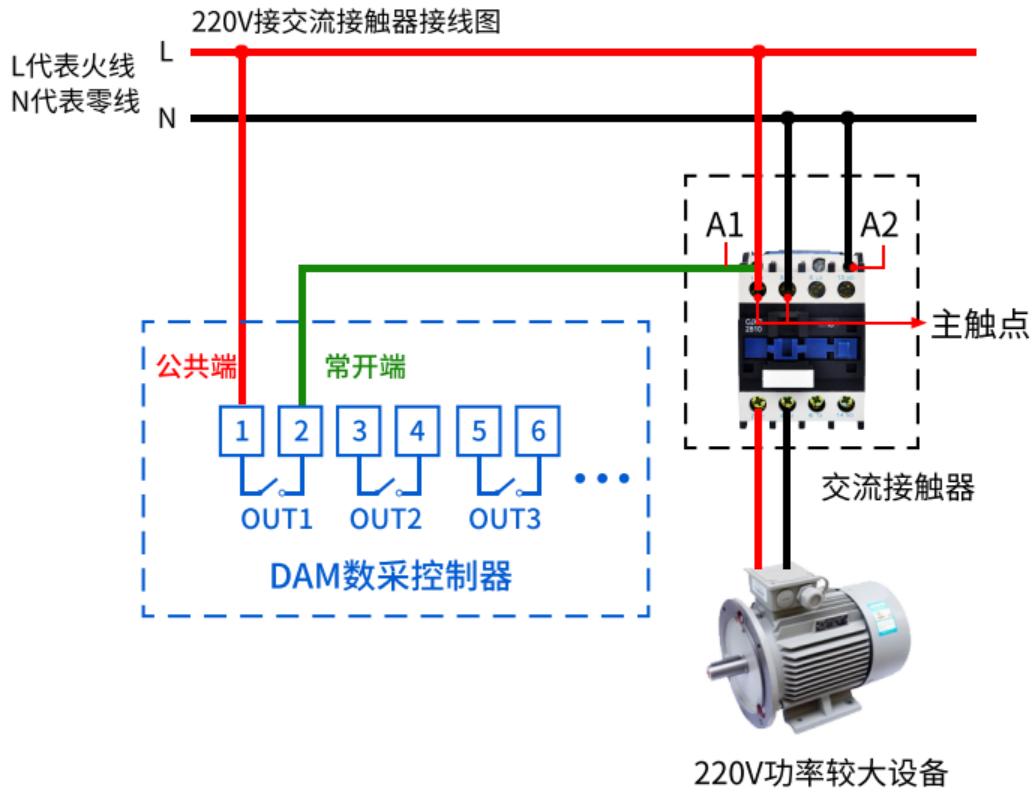 220V接交流接触器接线图
L代表火线
L
N代表零线
N
A1
A2
主触点
公共端
常开端
1
2
3
4
5
6
OUT1
OUT2
OUT3
交流接触器
DAM数采控制器
220V功率较大设备